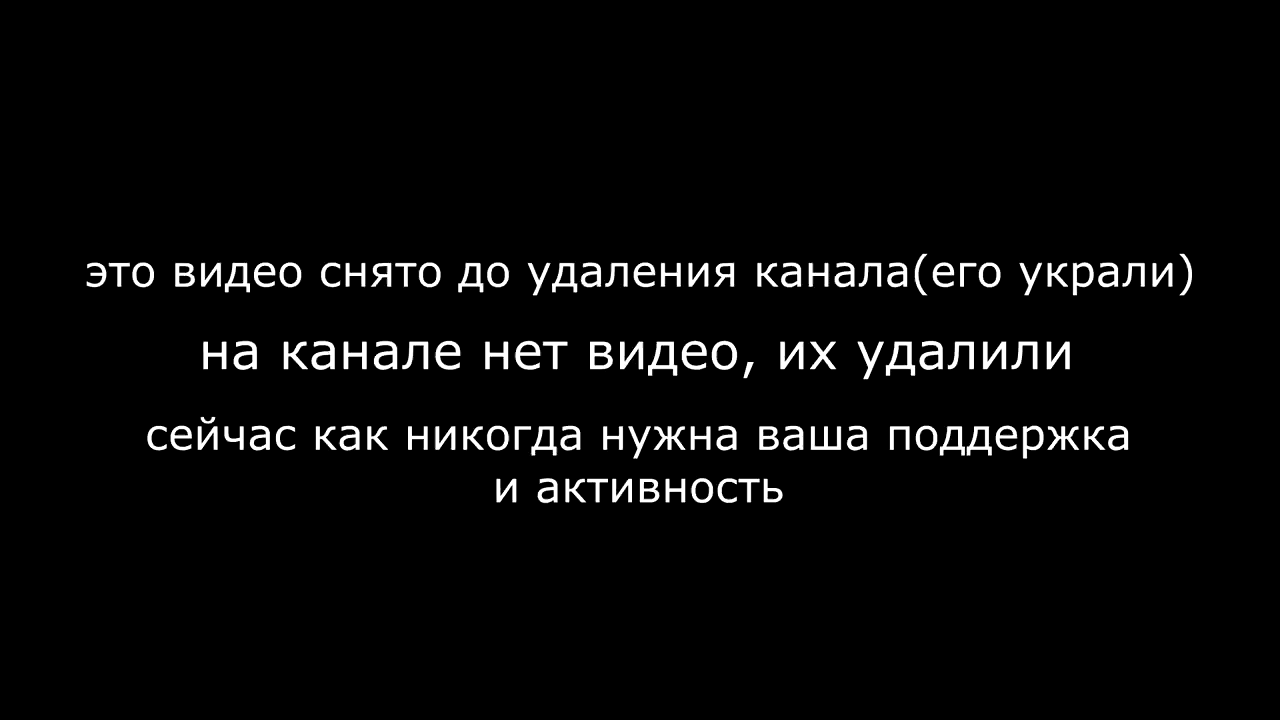 это видео снято до удаления канала(его украли)
на канале нет видео, их удалили
сейчас как никогда нужна ваша поддержка
и активность